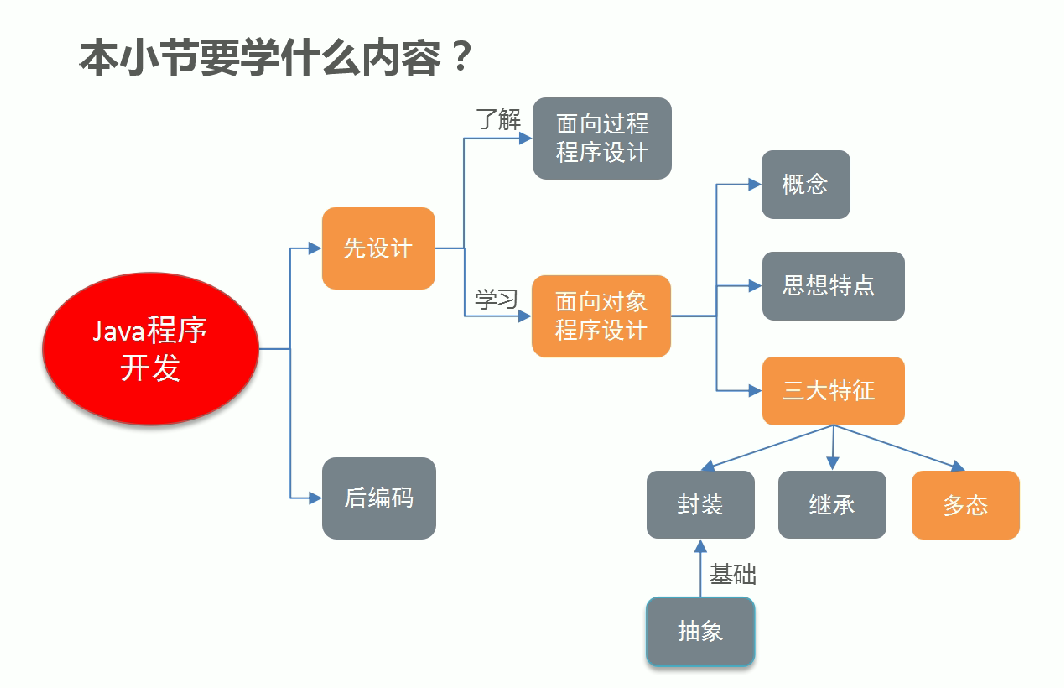 本小节要学什么内容？
了解
面向过程
程序设计
概念
先设计
思想特点
学习
面向对象
程序设计
Java程序
开发
三大特征
后编码
封装
继承
多态
基础
抽象